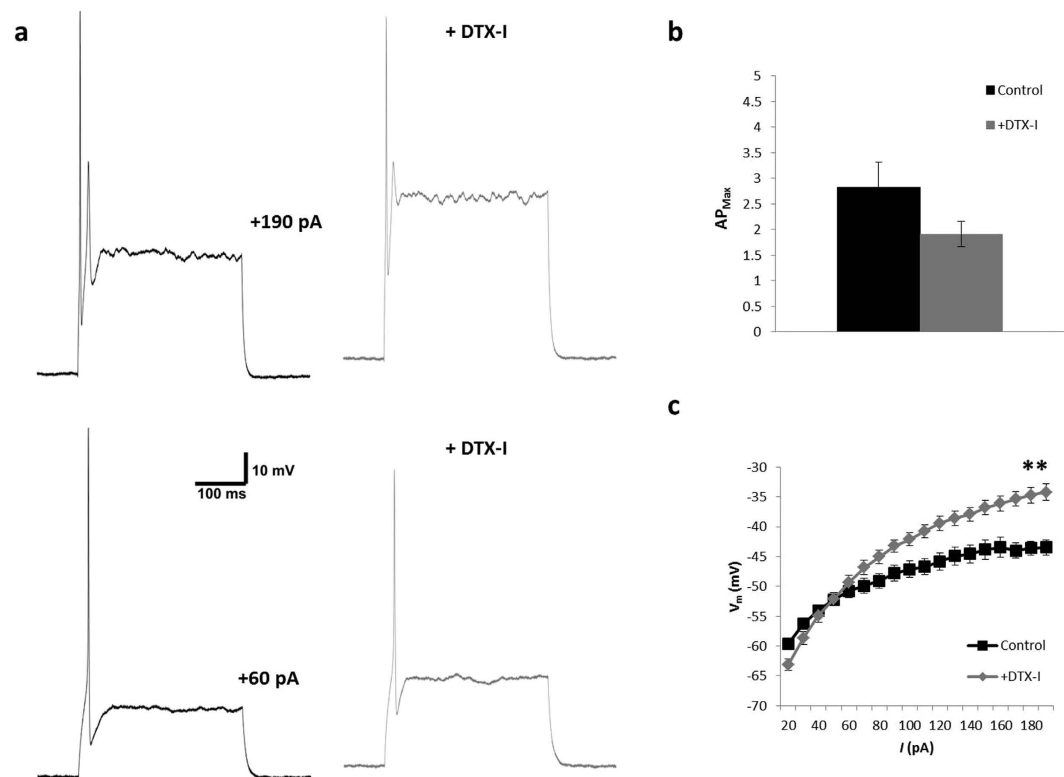 a
+ DTX-I
+190 pA
+ DTX-I
10 mV
100 ms
+60 pA
b
5
4.5
4
3.5
3
2.5
2
1.5
1
0.5
0
APMax
Control
+DTX-I
c
-30
-35
-40
-45
-50
-55
-60
-65
-70
Vm (mV)
**
Control
+DTX-I
20 40 60 80 100 120 140 160 180
I (pA)